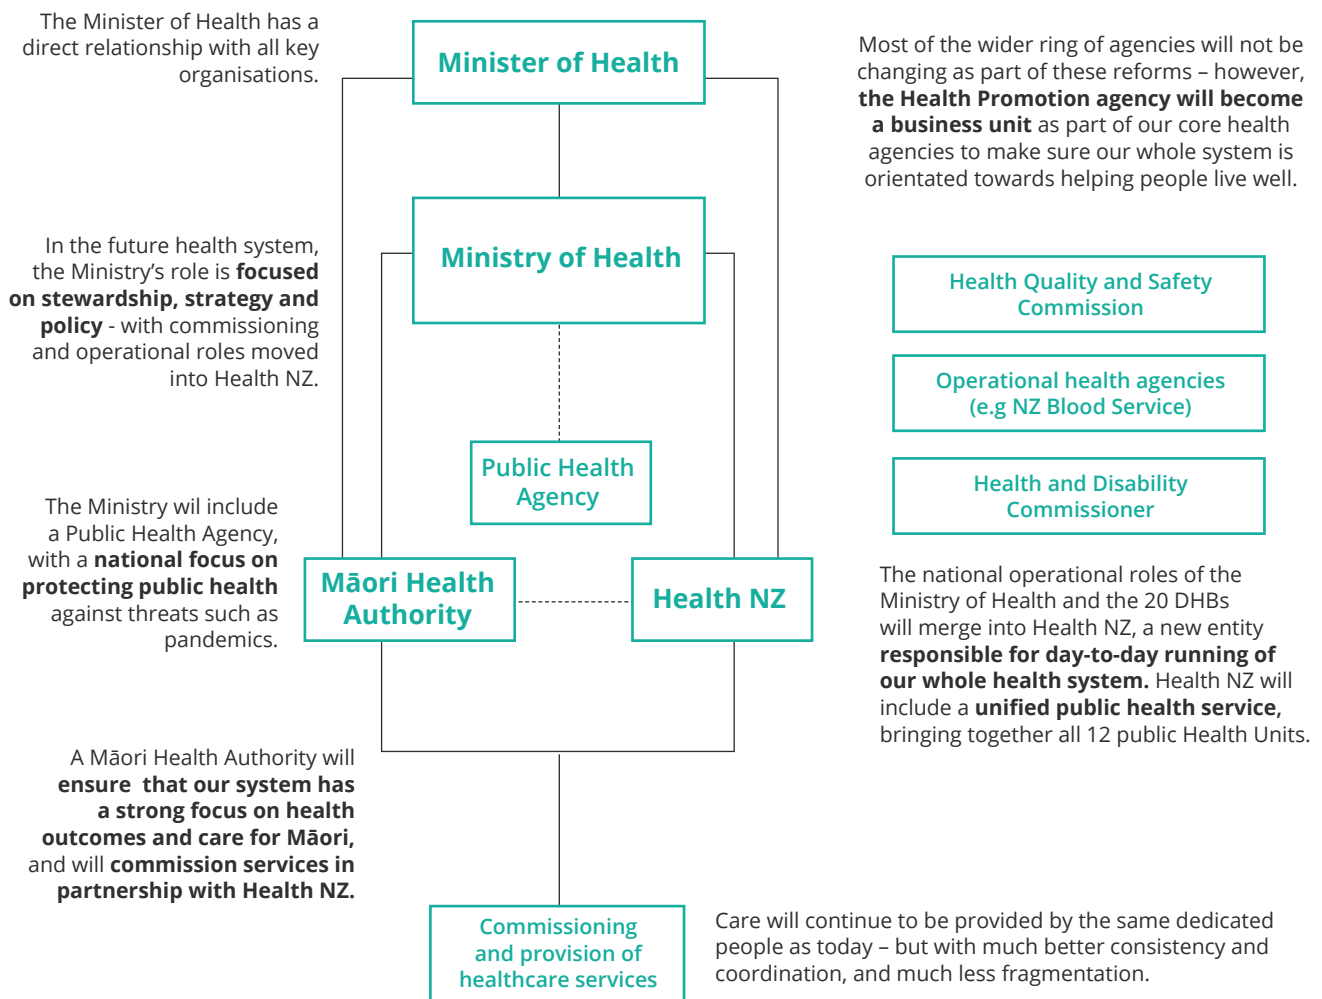 The Minister of Health has a
direct relationship with all key
organisations.
Minister of Health
Most of the wider ring of agencies will not be
changing as part of these reforms – however,
the Health Promotion agency will become
a business unit as part of our core health
agencies to make sure our whole system is
orientated towards helping people live well.
In the future health system,
the Ministry's role is focused
on stewardship, strategy and
policy - with commissioning
and operational roles moved
into Health NZ.
Ministry of Health
Health Quality and Safety
Commission
Operational health agencies
(e.g NZ Blood Service)
Health and Disability
Commissioner
Public Health
Agency
The Ministry wil include
a Public Health Agency,
with a national focus on
protecting public health
against threats such as
pandemics.
Māori Health
Authority
Health NZ
The national operational roles of the
Ministry of Health and the 20 DHBs
will merge into Health NZ, a new entity
responsible for day-to-day running of
our whole health system. Health NZ will
include a unified public health service,
bringing together all 12 public Health Units.
A Māori Health Authority will
ensure that our system has
a strong focus on health
outcomes and care for Māori,
and will commission services in
partnership with Health NZ.
Commissioning
and provision of
healthcare services
Care will continue to be provided by the same dedicated
people as today – but with much better consistency and
coordination, and much less fragmentation.